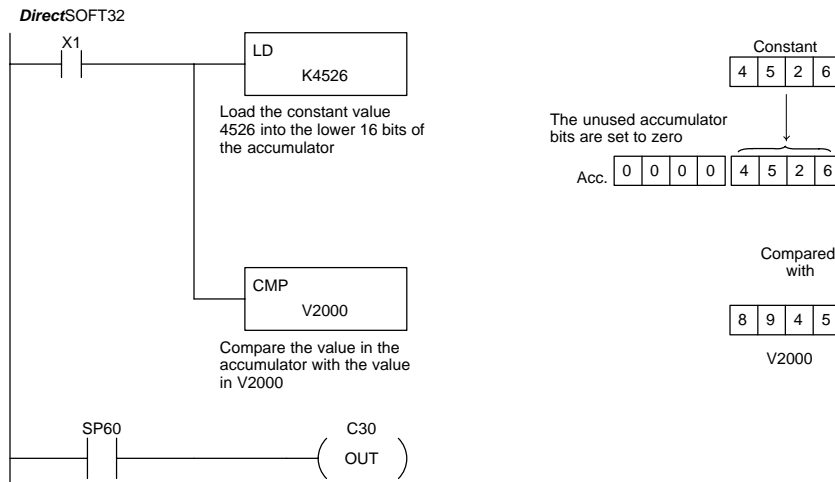 DirectSOFT32
X1
LD
K4526
Load the constant value
4526 into the lower 16 bits of
the accumulator
CMP
V2000
Compare the value in the
accumulator with the value
in V2000
SP60
C30
OUT
Constant
4 5 2 6
The unused accumulator
bits are set to zero
Acc. 0 0 0 0 4 5 2 6
Compared
with
8 9 4 5
V2000